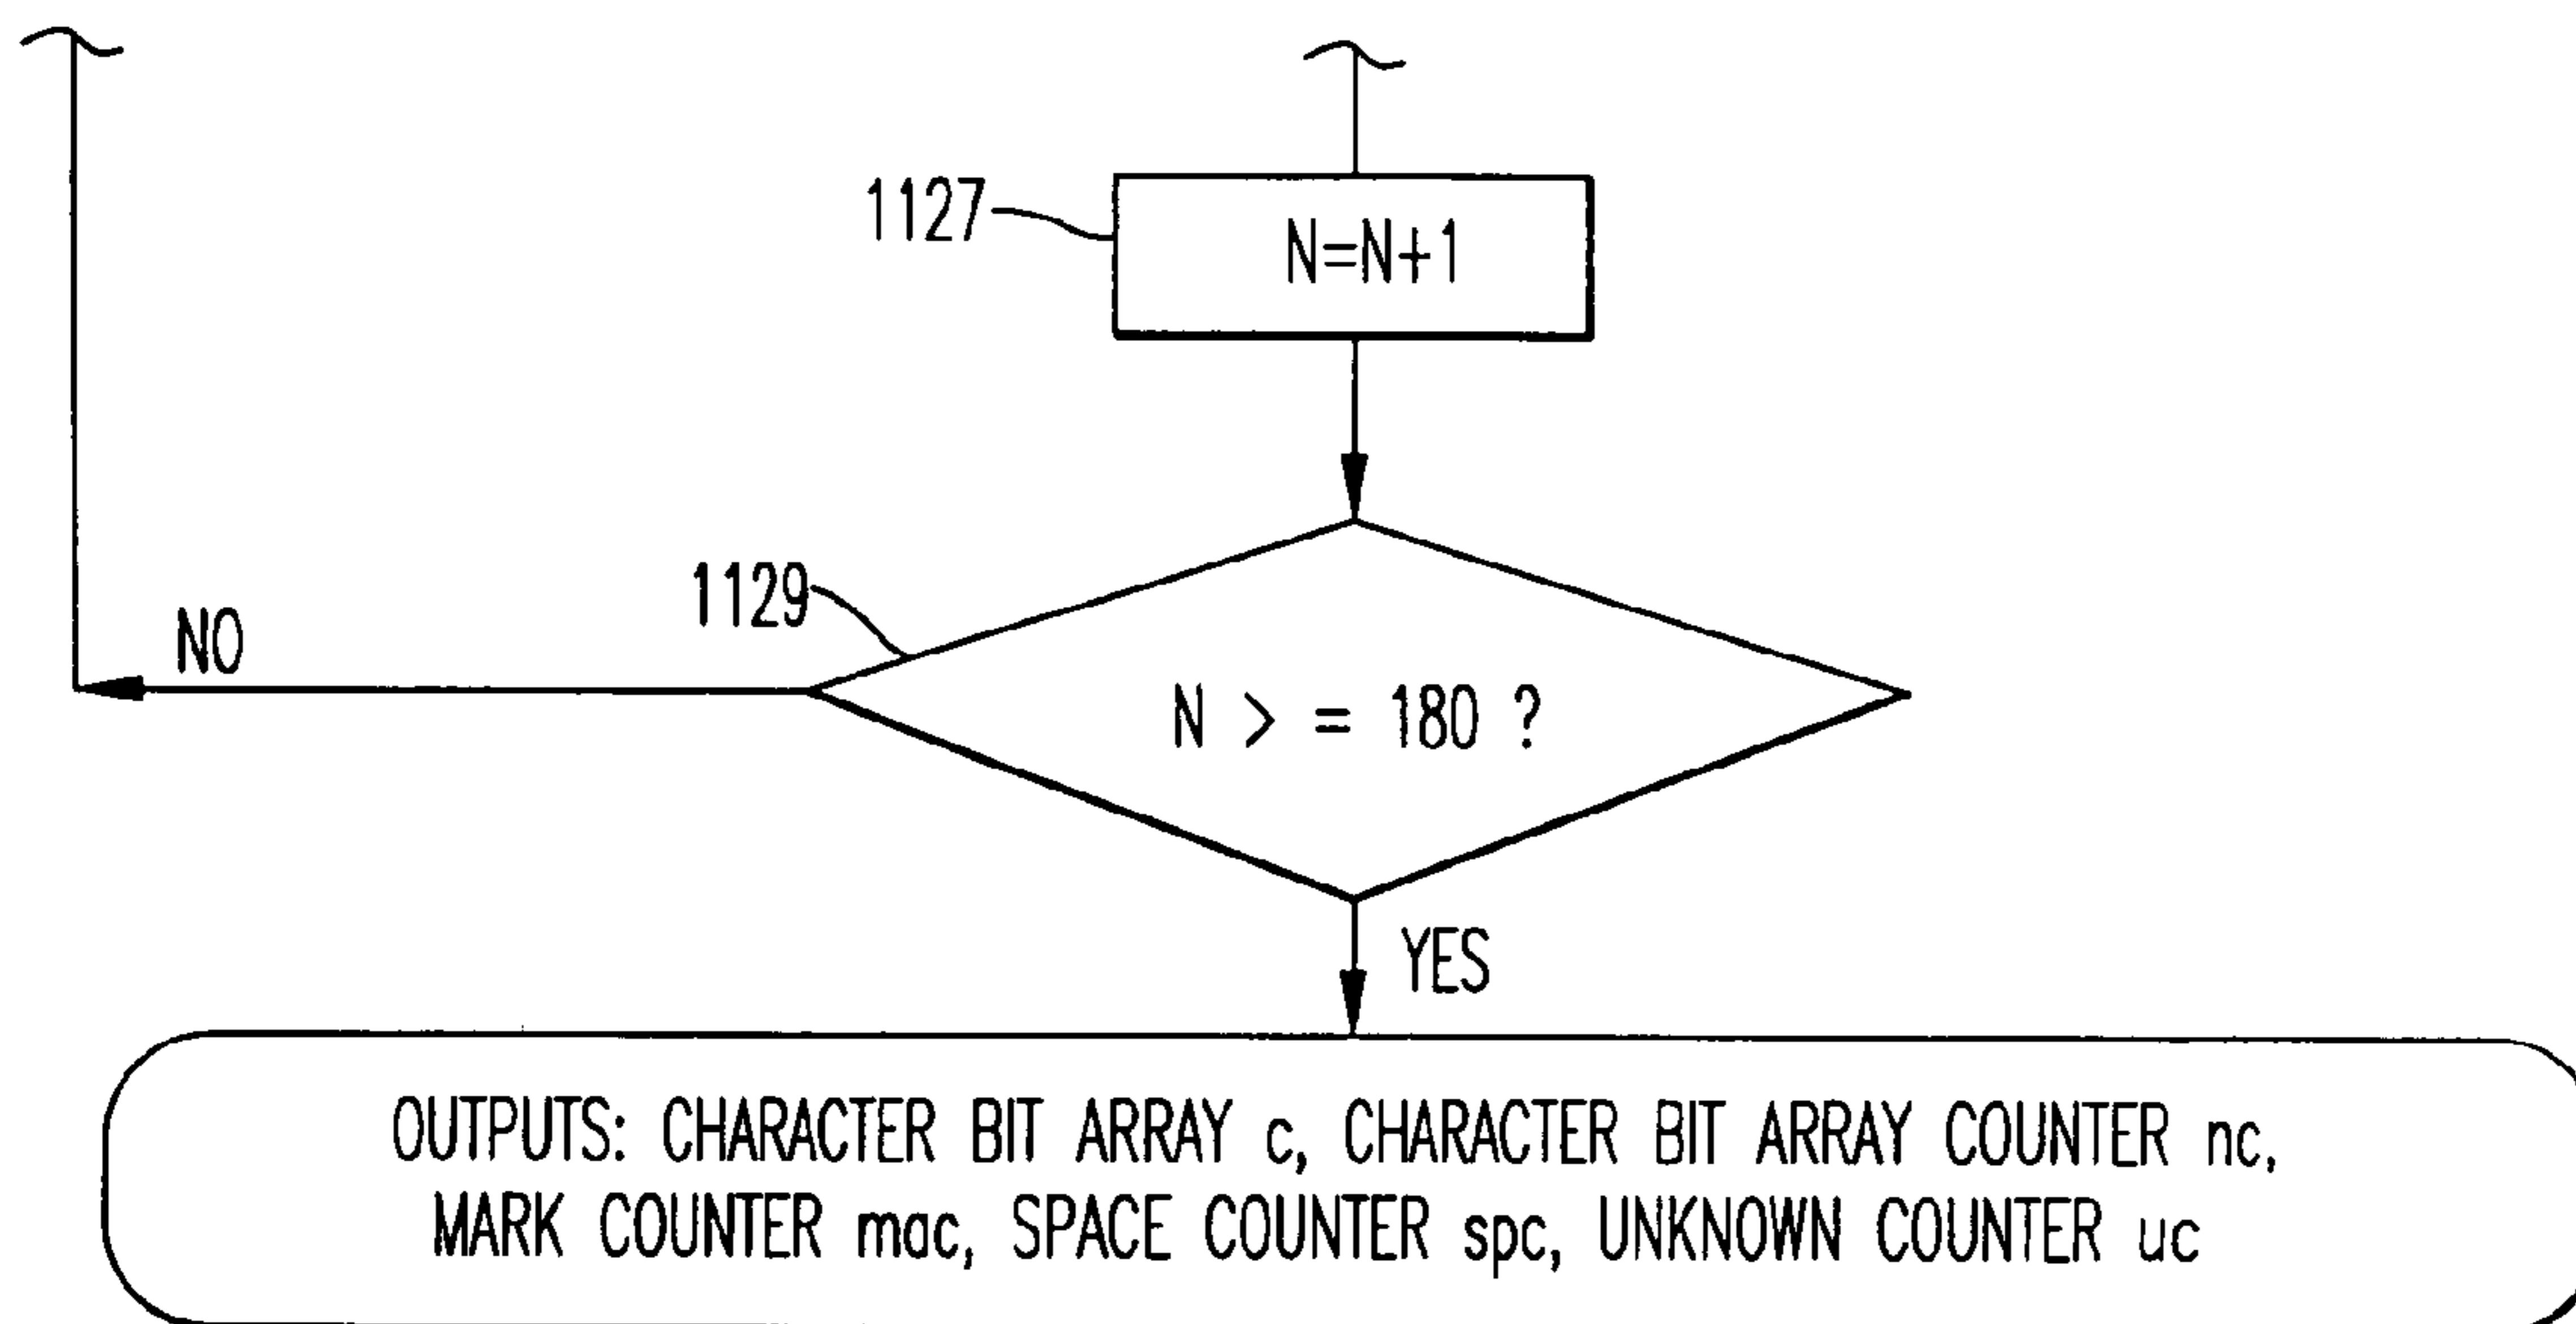 1127
N=N+1
1129
NO
N > = 180 ?
YES
OUTPUTS: CHARACTER BIT ARRAY c, CHARACTER BIT ARRAY COUNTER nc,
MARK COUNTER mac, SPACE COUNTER spc, UNKNOWN COUNTER uc